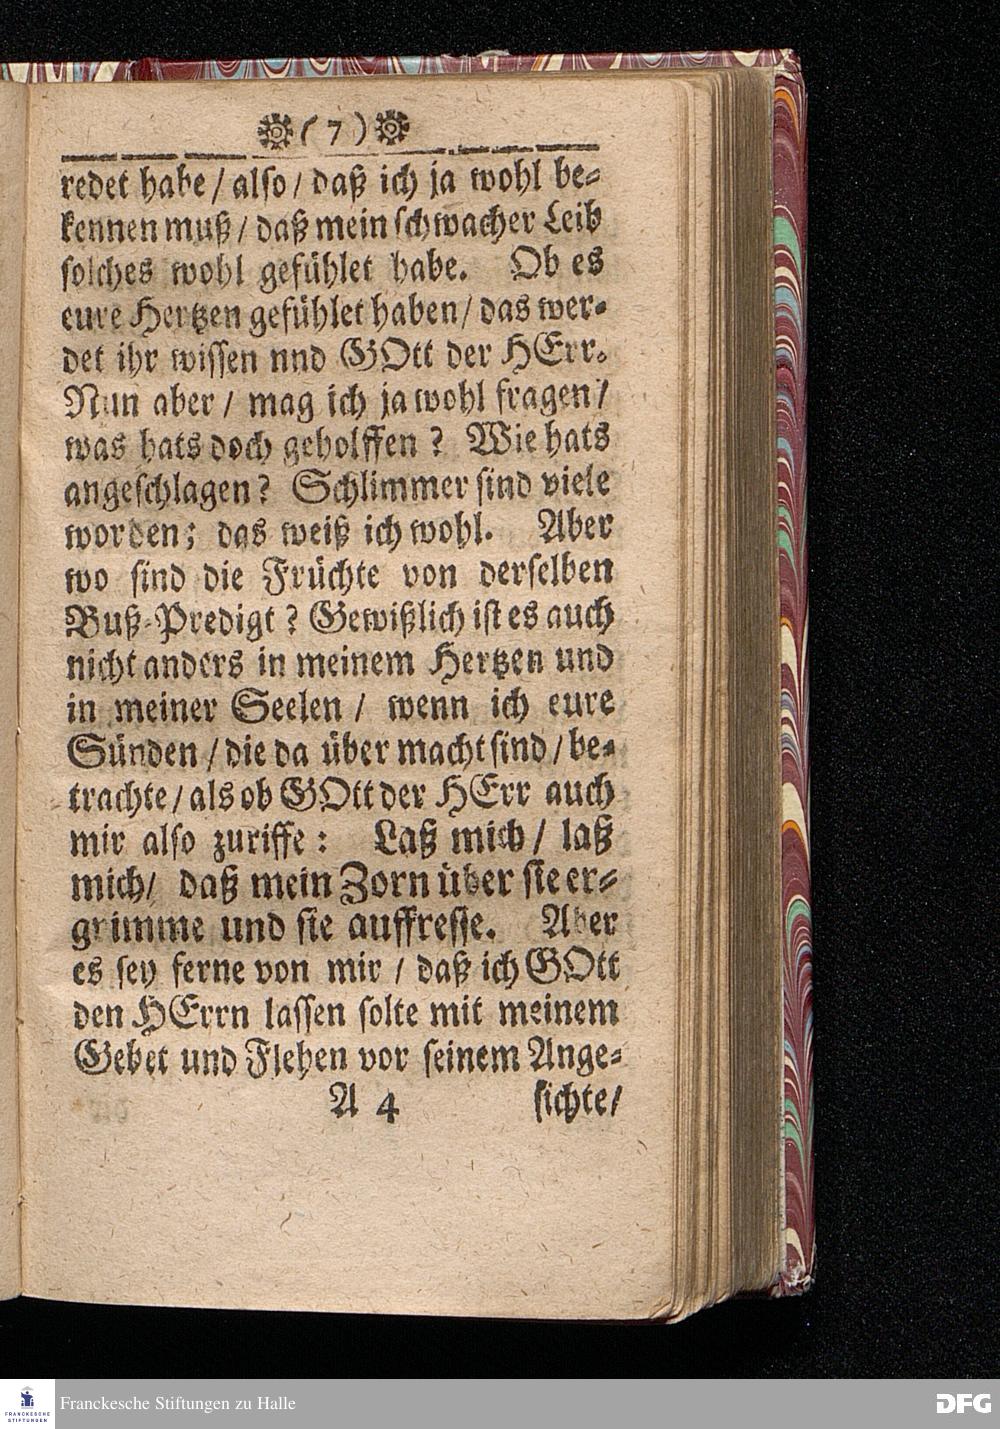 ( 7 )
redet habe / also / daß ich ja wohl be-
kennen muß / daß mein schwacher Leib
solches wohl gefühlet habe. Ob es
eure Hertzen gefühlet haben / das wer-
det ihr wissen nnd GOtt der HErr.
Nun aber / mag ich ja wohl fragen /
was hats doch geholffen ? Wie hats
angeschlagen ? Schlimmer sind viele
worden ; das weiß ich wohl. Aber
wo sind die Früchte von derselben
Buß-Predigt ? Gewißlich ist es auch
nicht anders in meinem Hertzen und
in meiner Seelen / wenn ich eure
Sünden / die da über macht sind / be-
trachte / als ob GOtt der HErr auch
mir also zuriffe : Laß mich / laß
mich / daß mein Zorn über sie er-
grimme und sie auffresse. Aber
es sey ferne von mir / daß ich GOtt
den HErrn lassen solte mit meinem
Gebet und Flehen vor seinem Ange-
A 4 sichte /
FRANCKESCHE STIFTUNGEN
Franckesche Stiftungen zu Halle
DFG